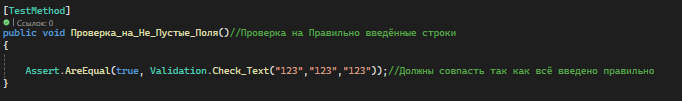 [TestMethod]
| Ссылок: 0
public void Проверка_на_Не_Пустые_Поля()//Проверка на Правильно введённые строки
{
Assert.AreEqual(true, Validation.Check_Text("123","123","123"));//Должны совпасть так как всё введено правильно
}